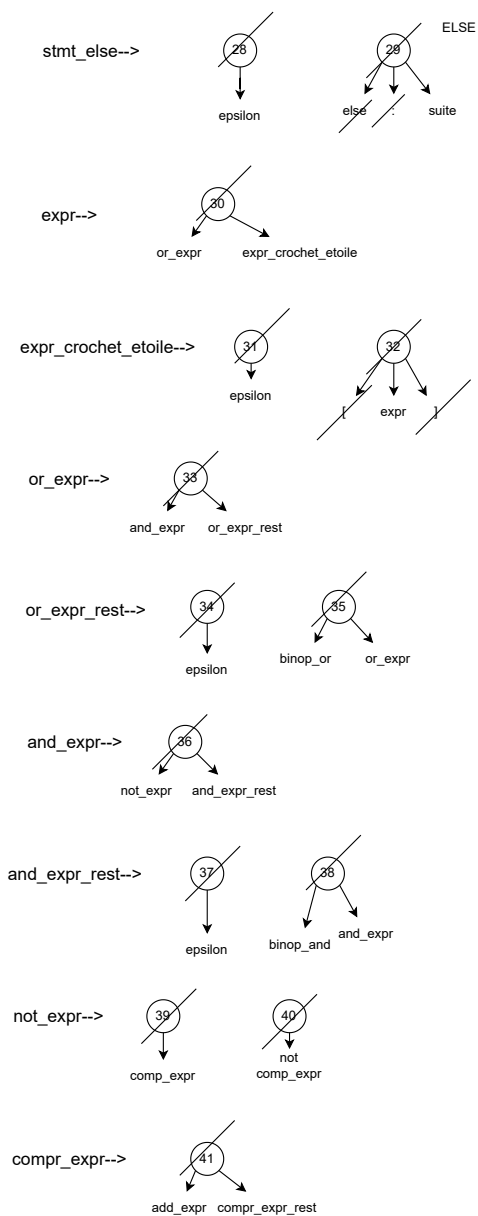 stmt_else-->
28
29
ELSE
epsilon
else
:
suite
expr-->
30
or_expr
expr_crochet_etoile
expr_crochet_etoile-->
31
32
epsilon
[
expr
]
or_expr-->
33
and_expr
or_expr_rest
or_expr_rest-->
34
35
epsilon
binop_or
or_expr
and_expr-->
36
not_expr
and_expr_rest
and_expr_rest-->
37
38
epsilon
binop_and
and_expr
not_expr-->
39
40
comp_expr
not
comp_expr
compr_expr-->
41
add_expr
compr_expr_rest